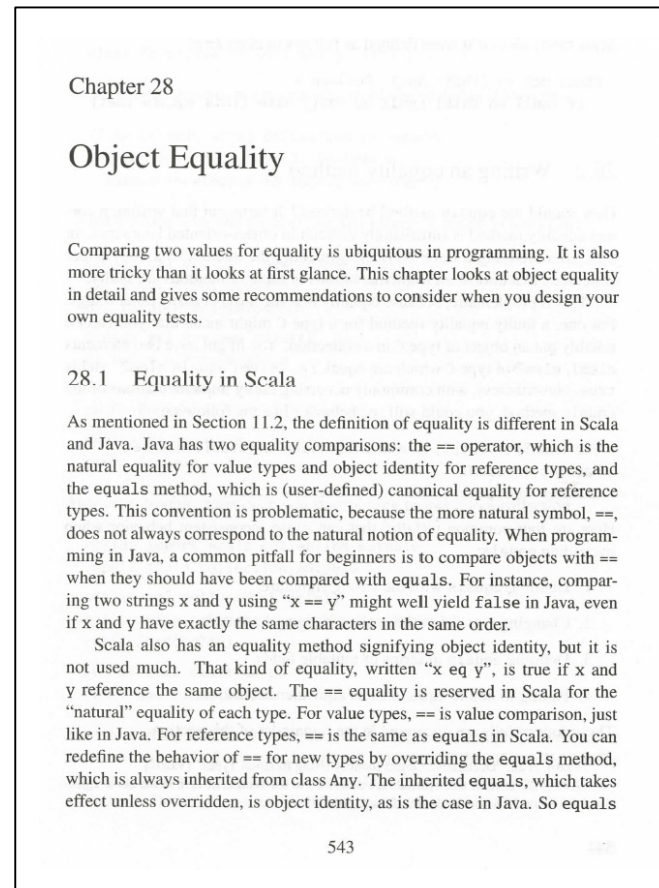 Chapter 28
Object Equality
Comparing two values for equality is ubiquitous in programming. It is also
more tricky than it looks at first glance. This chapter looks at object equality
in detail and gives some recommendations to consider when you design your
own equality tests.
28.1 Equality in Scala
As mentioned in Section 11.2, the definition of equality is different in Scala
and Java. Java has two equality comparisons: the == operator, which is the
natural equality for value types and object identity for reference types, and
the equals method, which is (user-defined) canonical equality for reference
types. This convention is problematic, because the more natural symbol, ==,
does not always correspond to the natural notion of equality. When program-
ming in Java, a common pitfall for beginners is to compare objects with ==
when they should have been compared with equals. For instance, compar-
ing two strings x and y using “x == y” might well yield false in Java, even
if x and y have exactly the same characters in the same order.
Scala also has an equality method signifying object identity, but it is
not used much. That kind of equality, written “x eq y”, is true if x and
y reference the same object. The == equality is reserved in Scala for the
“natural” equality of each type. For value types, == is value comparison, just
like in Java. For reference types, == is the same as equals in Scala. You can
redefine the behavior of == for new types by overriding the equals method,
which is always inherited from class Any. The inherited equals, which takes
effect unless overridden, is object identity, as is the case in Java. So equals
543